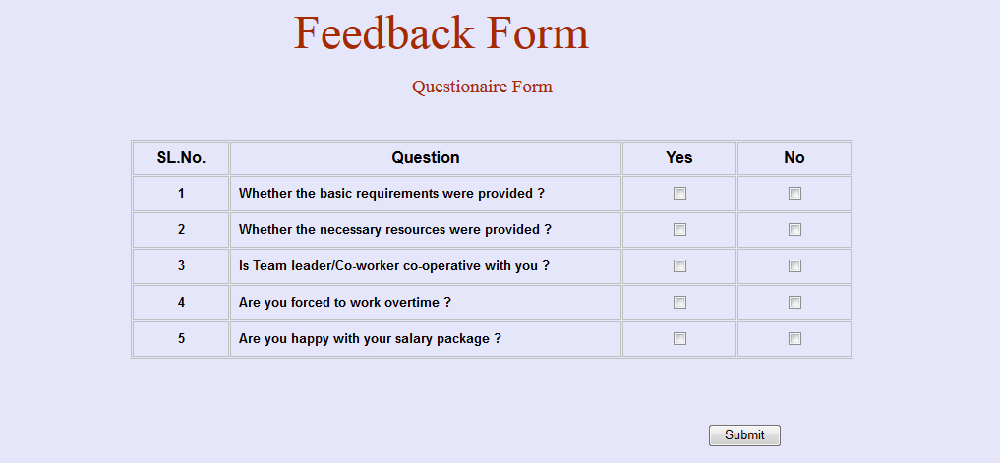 Feedback Form
Questionaire Form
SL.No. Question Yes No
1 Whether the basic requirements were provided ?
2 Whether the necessary resources were provided ?
3 Is Team leader/Co-worker co-operative with you ?
4 Are you forced to work overtime ?
5 Are you happy with your salary package ?
Submit